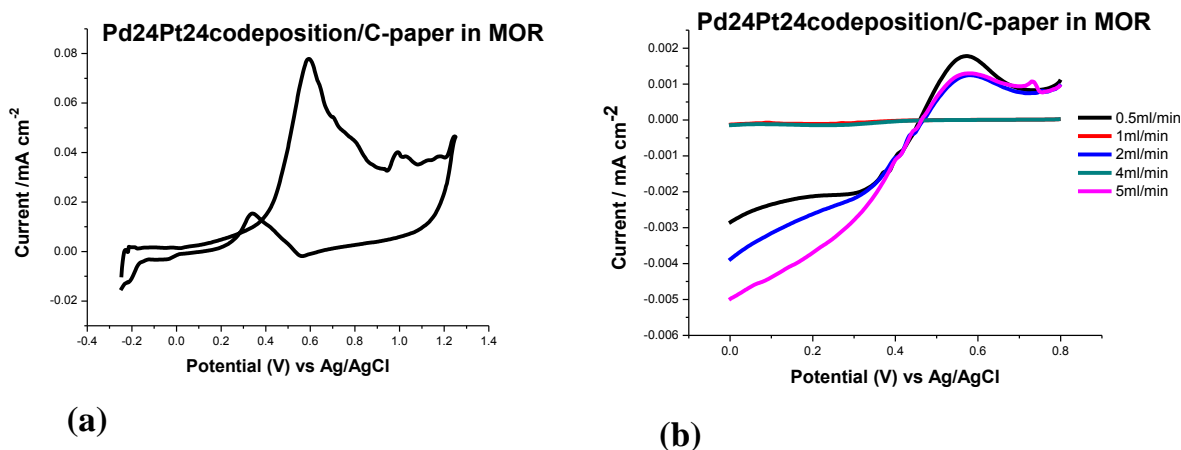 Pd24Pt24codeposition/C-paper in MOR
0.08
0.06
0.04
0.02
0.00
-0.02
Current /mA cm-2
-0.4 -0.2 0.0 0.2 0.4 0.6 0.8 1.0 1.2 1.4
Potential (V) vs Ag/AgCl
(a)
Pd24Pt24codeposition/C-paper in MOR
0.002
0.001
0.000
-0.001
-0.002
-0.003
-0.004
-0.005
-0.006
Current / mA cm-2
0.0 0.2 0.4 0.6 0.8
Potential (V) vs Ag/AgCl
0.5ml/min
1ml/min
2ml/min
4ml/min
5ml/min
(b)